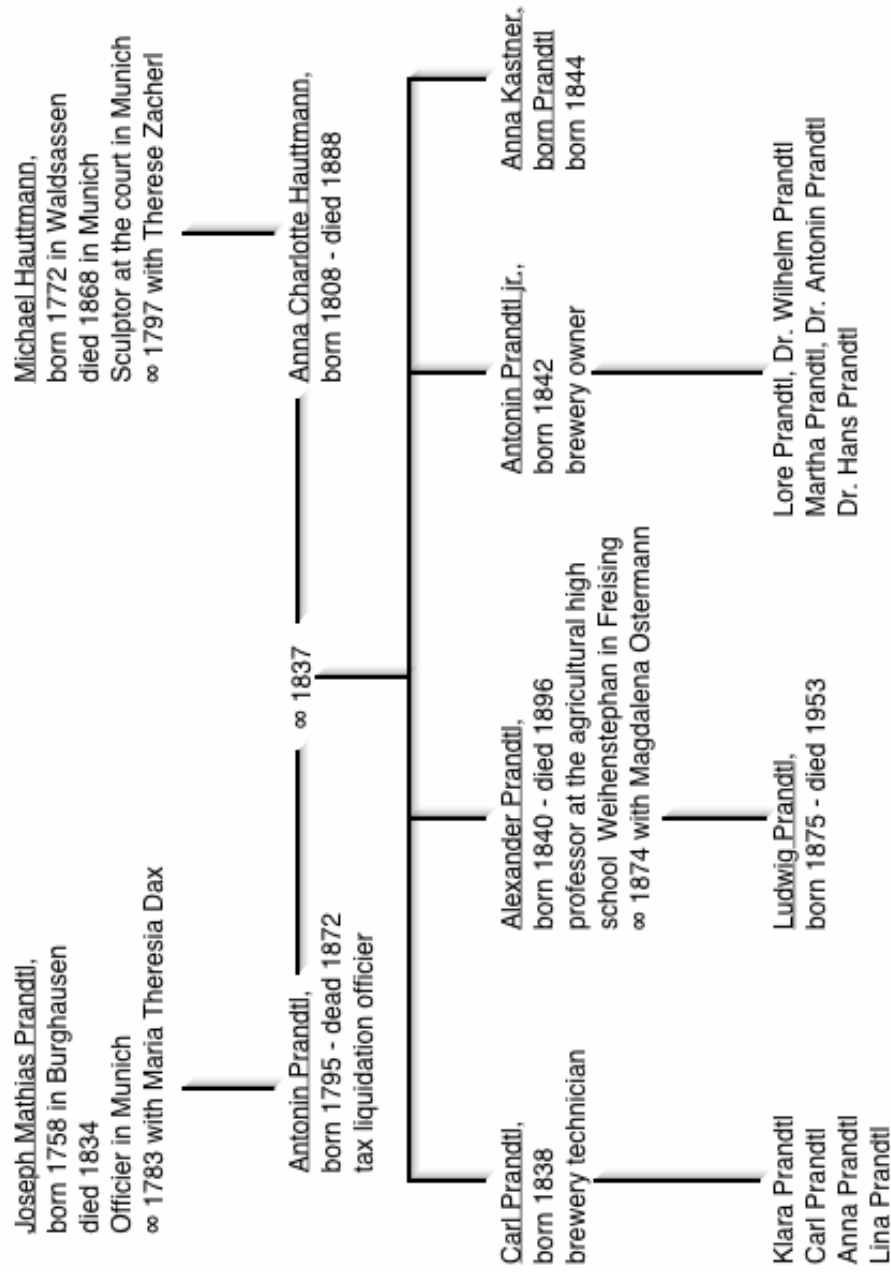 Joseph Mathias Prandtl,
born 1758 in Burghausen
died 1834
Officier in Munich
∞ 1783 with Maria Theresia Dax
Michael Hauttmann,
born 1772 in Waldsassen
died 1868 in Munich
Sculptor at the court in Munich
∞ 1797 with Therese Zacherl
Antonin Prandtl,
born 1795 - dead 1872
tax liquidation officier
∞ 1837
Anna Charlotte Hauttmann,
born 1808 - died 1888
Carl Prandtl,
born 1838
brewery technician
Alexander Prandtl,
born 1840 - died 1896
professor at the agricultural high
school Weihenstephan in Freising
∞ 1874 with Magdalena Ostermann
Antonin Prandtl jr.,
born 1842
brewery owner
Anna Kastner,
born Prandtl
born 1844
Klara Prandtl
Carl Prandtl
Anna Prandtl
Lina Prandtl
Ludwig Prandtl,
born 1875 - died 1953
Lore Prandtl, Dr. Wilhelm Prandtl
Martha Prandtl, Dr. Antonin Prandtl
Dr. Hans Prandtl